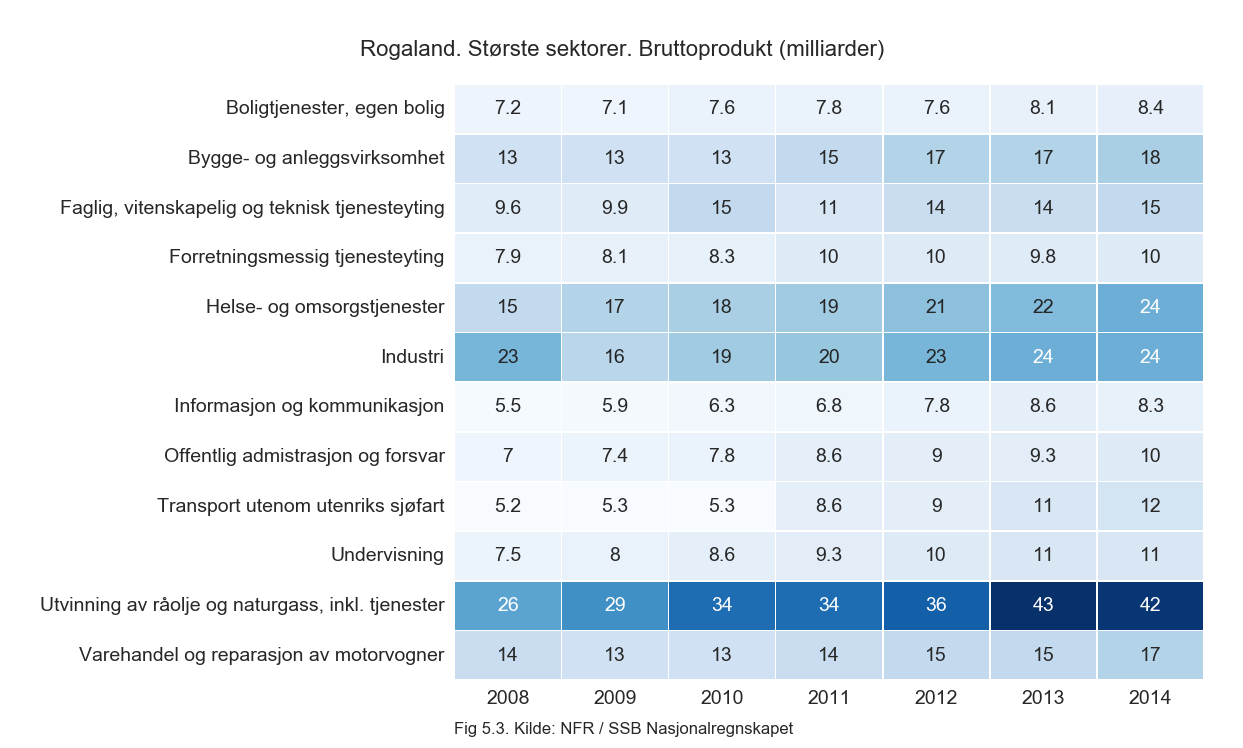 Rogaland. Største sektorer. Bruttoprodukt (milliarder)
Boligtjenester, egen bolig 7.2 7.1 7.6 7.8 7.6 8.1 8.4
Bygge- og anleggsvirksomhet 13 13 13 15 17 17 18
Faglig, vitenskapelig og teknisk tjenesteyting 9.6 9.9 15 11 14 14 15
Forretningsmessig tjenesteyting 7.9 8.1 8.3 10 10 9.8 10
Helse- og omsorgstjenester 15 17 18 19 21 22 24
Industri 23 16 19 20 23 24 24
Informasjon og kommunikasjon 5.5 5.9 6.3 6.8 7.8 8.6 8.3
Offentlig admistrasjon og forsvar 7 7.4 7.8 8.6 9 9.3 10
Transport utenom utenriks sjøfart 5.2 5.3 5.3 8.6 9 11 12
Undervisning 7.5 8 8.6 9.3 10 11 11
Utvinning av råolje og naturgass, inkl. tjenester 26 29 34 34 36 43 42
Varehandel og reparasjon av motorvogner 14 13 13 14 15 15 17
2008 2009 2010 2011 2012 2013 2014
Fig 5.3. Kilde: NFR / SSB Nasjonalregnskapet